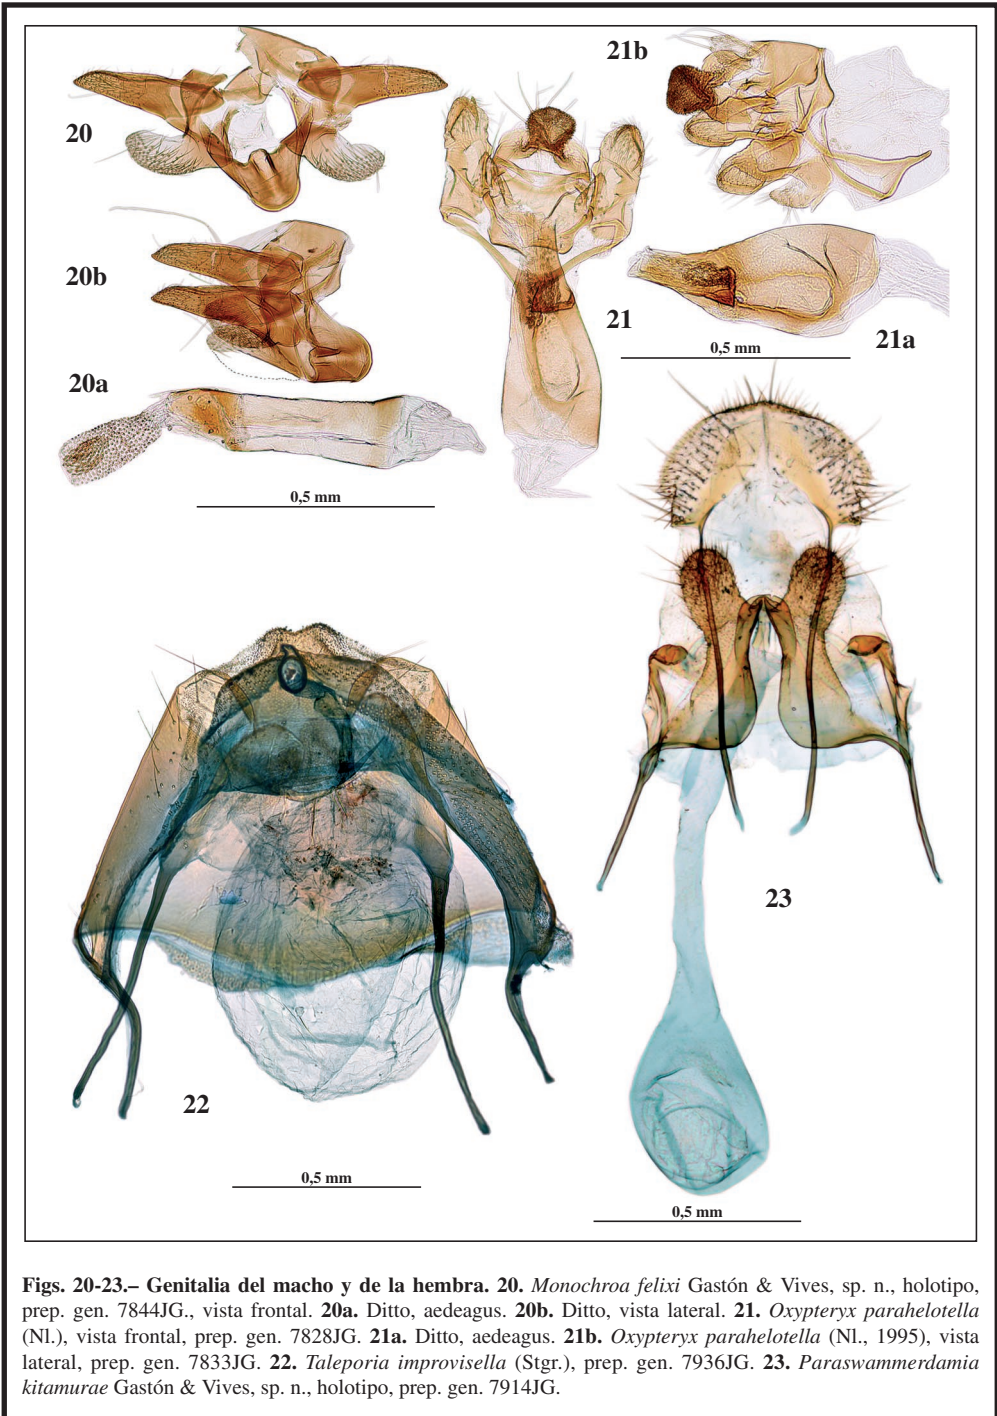 20
21b
20b
21
0,5 mm
21a
20a
0,5 mm
23
22
0,5 mm
0,5 mm
Figs. 20-23.– Genitalia del macho y de la hembra. 20. Monochroa felixi Gastón & Vives, sp. n., holotipo,
prep. gen. 7844JG., vista frontal. 20a. Ditto, aedeagus. 20b. Ditto, vista lateral. 21. Oxypteryx parahelotella
(Nl.), vista frontal, prep. gen. 7828JG. 21a. Ditto, aedeagus. 21b. Oxypteryx parahelotella (Nl., 1995), vista
lateral, prep. gen. 7833JG. 22. Taleporia improvisella (Stgr.), prep. gen. 7936JG. 23. Paraswammerdamia
kitamurae Gastón & Vives, sp. n., holotipo, prep. gen. 7914JG.